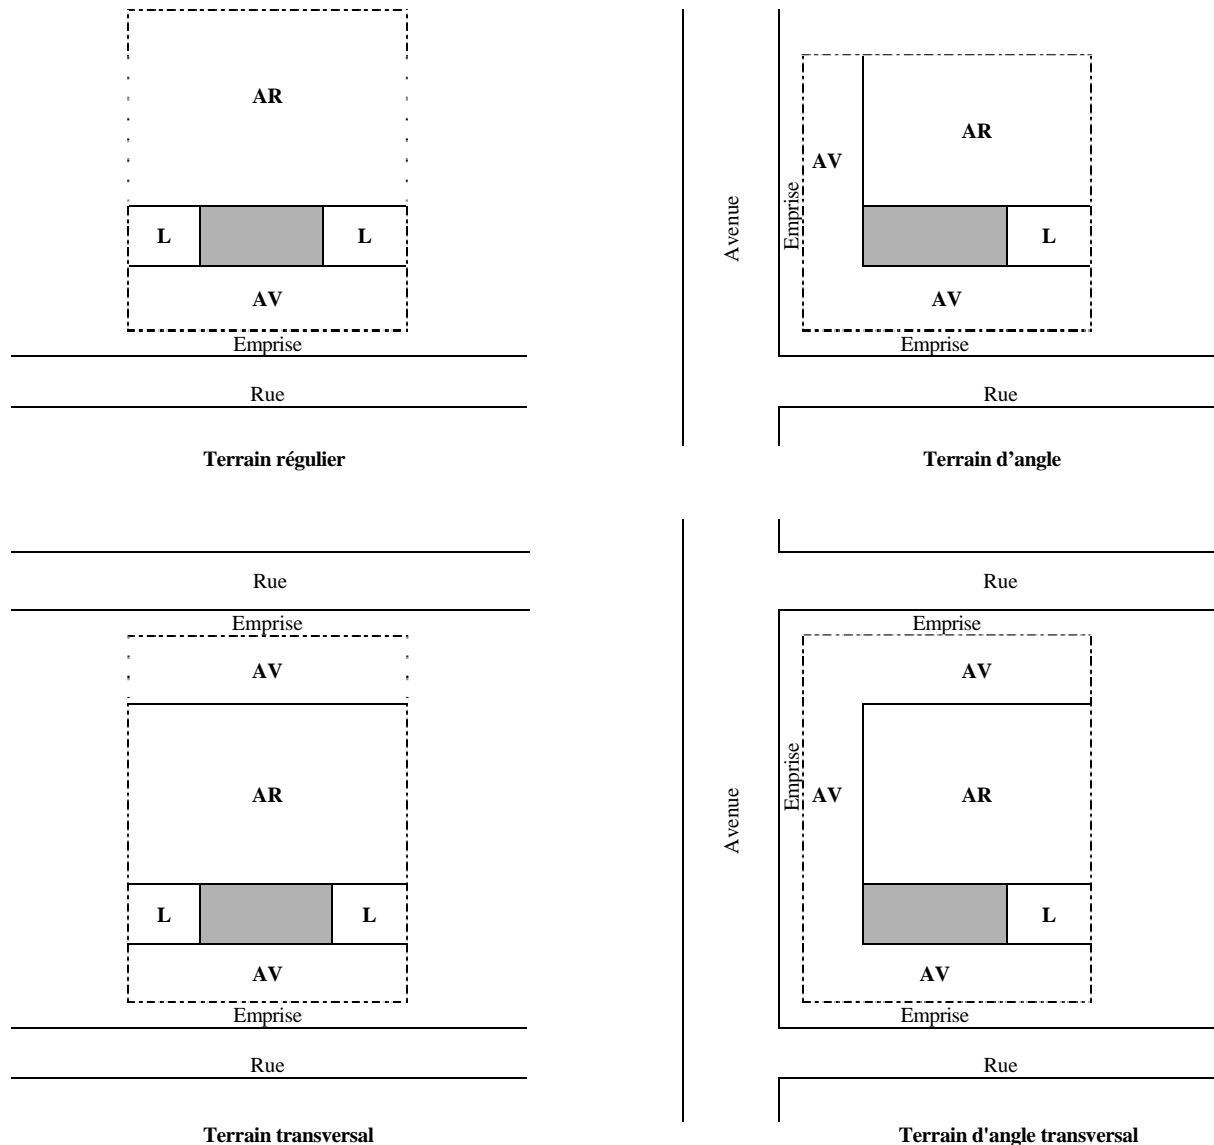 AR
L
L
AV
Emprise
Rue
Terrain régulier
AR
AV
Emprise
Avenue
L
AV
Emprise
Rue
Terrain d’angle
Rue
Emprise
AV
AR
L
L
AV
Emprise
Rue
Terrain transversal
Rue
Emprise
AV
Emprise
Avenue
AV
AR
L
AV
Emprise
Rue
Terrain d'angle transversal